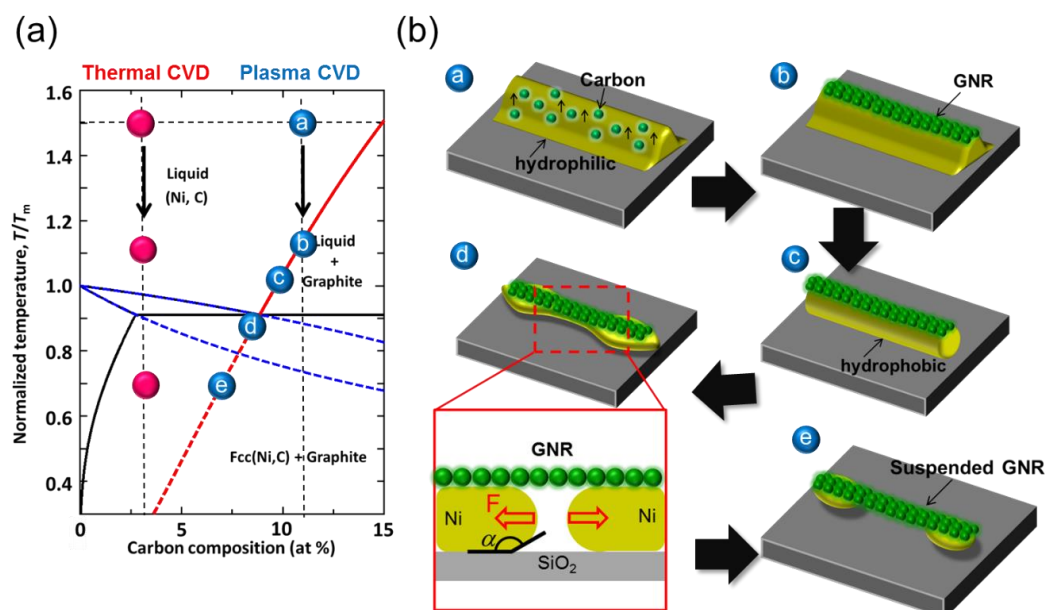 (a)
Thermal CVD Plasma CVD
1.6
1.4
1.2
1.0
0.8
0.6
0.4
Normalized temperature, T/Tm
a
Liquid
(Ni, C)
b
Liquid
+
Graphite
c
d
e
Fcc(Ni,C) + Graphite
0 5 10 15
Carbon composition (at %)
(b)
a
Carbon
hydrophilic
b
GNR
c
hydrophobic
d
GNR
Ni F Ni
α
SiO2
e
Suspended GNR